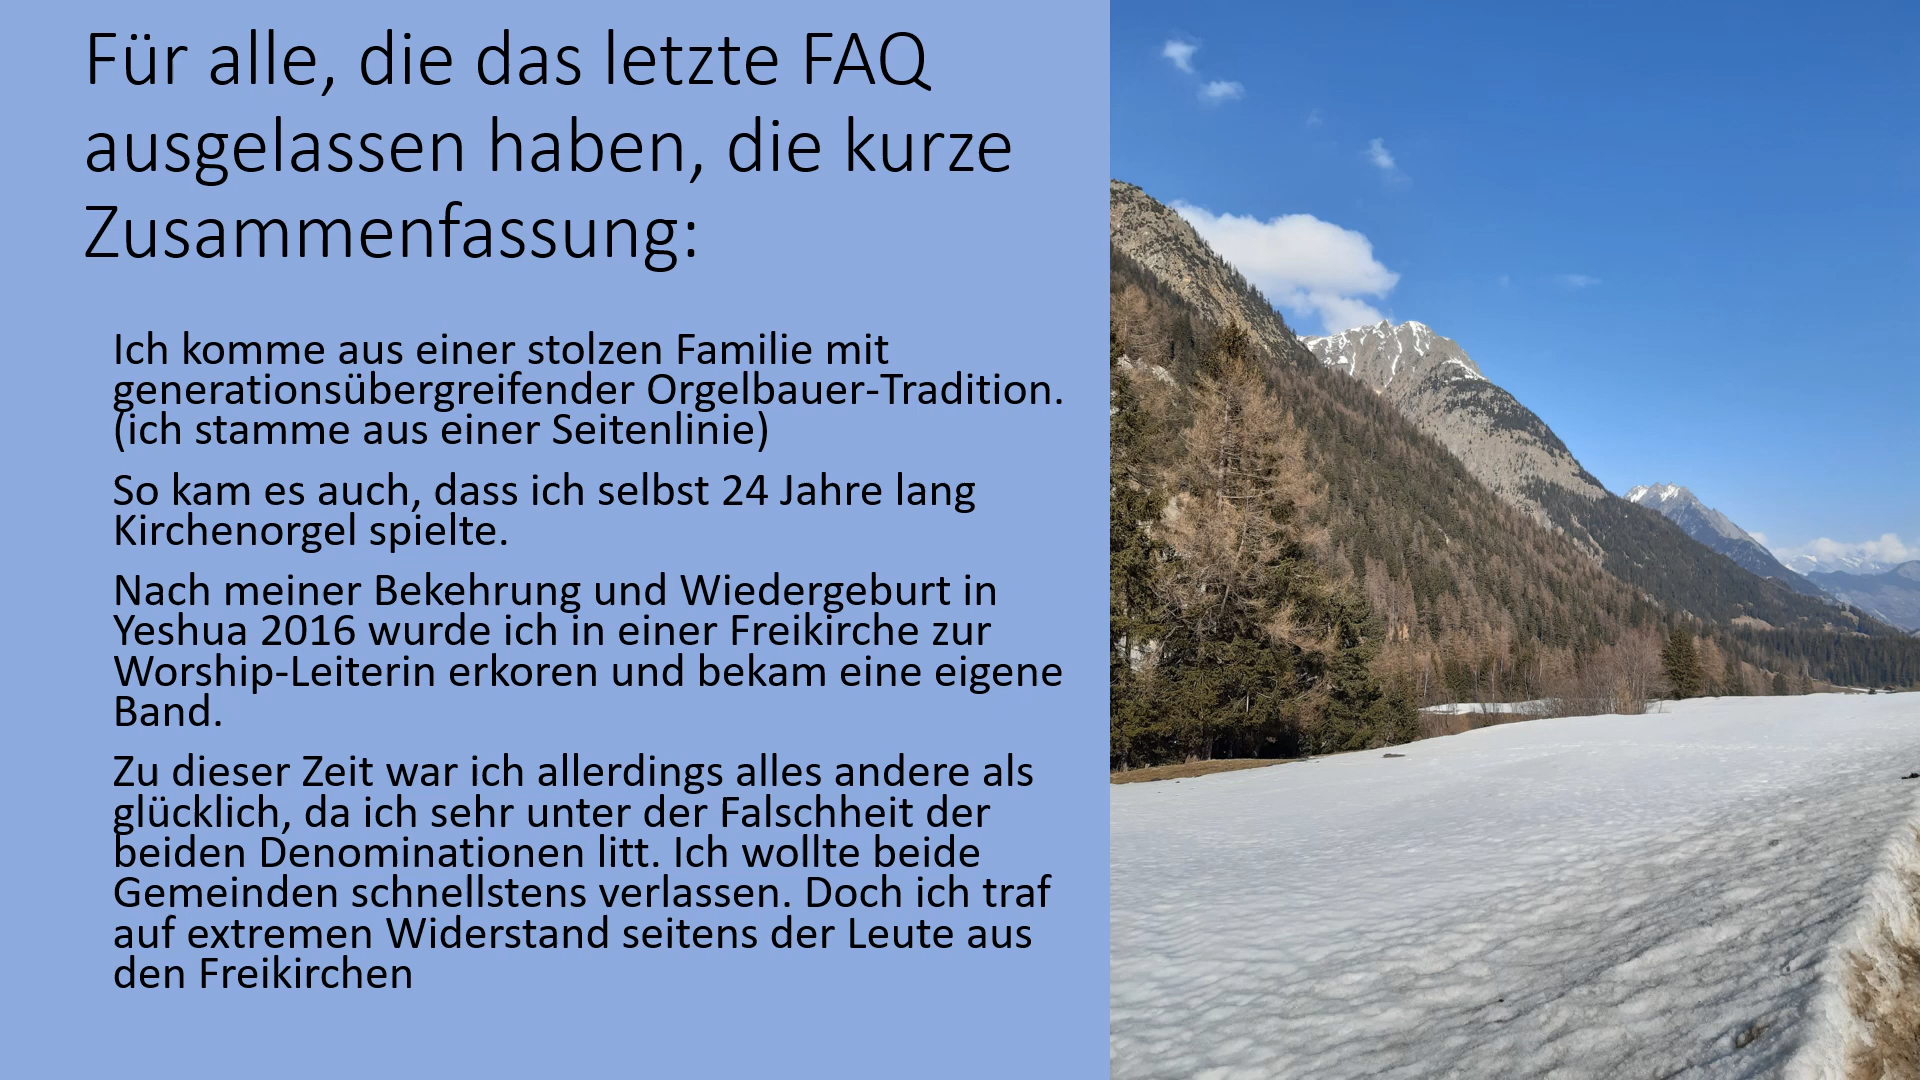 Für alle, die das letzte FAQ
ausgelassen haben, die kurze
Zusammenfassung:
Ich komme aus einer stolzen Familie mit
generationsübergreifender Orgelbauer-Tradition.
(ich stamme aus einer Seitenlinie)
So kam es auch, dass ich selbst 24 Jahre lang
Kirchenorgel spielte.
Nach meiner Bekehrung und Wiedergeburt in
Yeshua 2016 wurde ich in einer Freikirche zur
Worship-Leiterin erkoren und bekam eine eigene
Band.
Zu dieser Zeit war ich allerdings alles andere als
glücklich, da ich sehr unter der Falschheit der
beiden Denominationen litt. Ich wollte beide
Gemeinden schnellstens verlassen. Doch ich traf
auf extremen Widerstand seitens der Leute aus
den Freikirchen